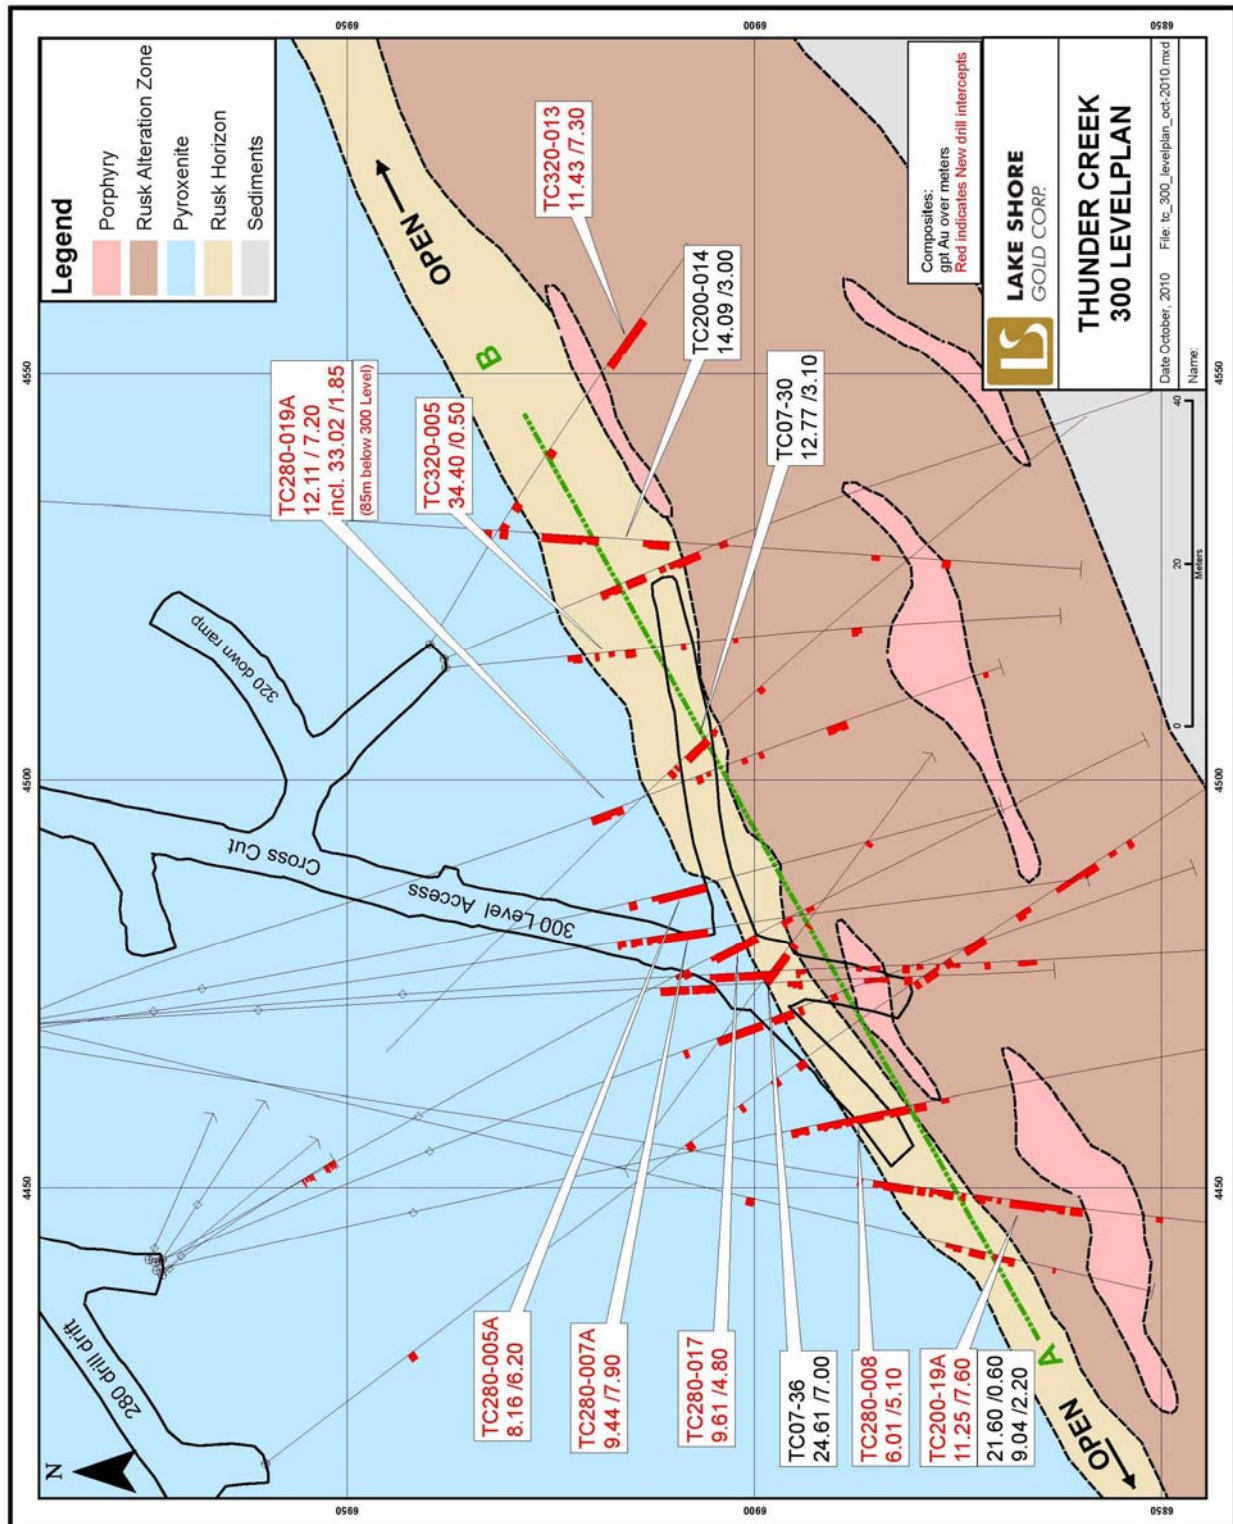 6950
6900
6850
Legend
Porphyry
Rusk Alteration Zone
Pyroxenite
Rusk Horizon
Sediments
N
280 drill drift
300 Level Access
Cross Cut
320 down ramp
OPEN
B
TC280-019A
12.11 / 7.20
incl. 33.02 /1.85
(85m below 300 Level)
TC320-005
34.40 /0.50
TC320-013
11.43 /7.30
TC200-014
14.09 /3.00
TC07-30
12.77 /3.10
TC280-005A
8.16 /6.20
TC280-007A
9.44 /7.90
TC280-017
9.61 /4.80
TC07-36
24.61 /7.00
TC280-008
6.01 /5.10
TC200-19A
11.25 /7.60
21.60 /0.60
9.04 /2.20
A
OPEN
4550
4500
4450
4550
4500
4450
Composites:
gpt Au over meters
Red indicates New drill intercepts
LS
LAKE SHORE
GOLD CORP.
THUNDER CREEK
300 LEVELPLAN
Date October, 2010 File: tc_300_levelplan_oct-2010.mxd
Name:
0 20 40
Meters
6950
6900
6850